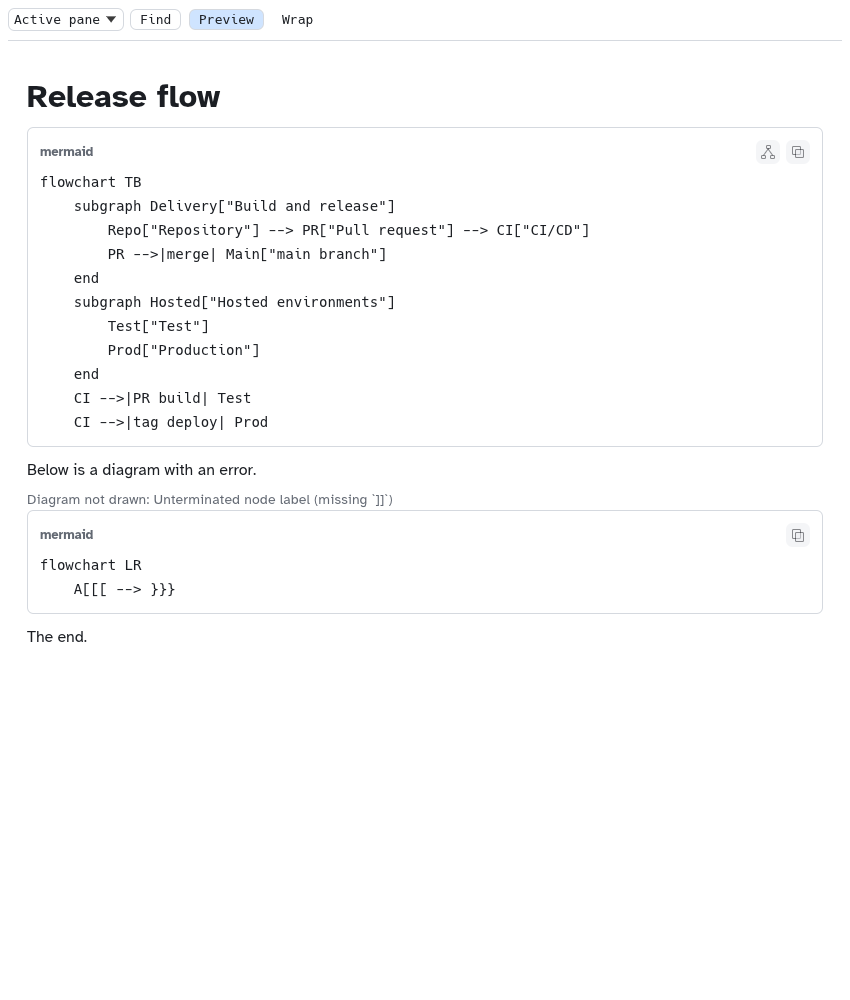 Active pane
Find
Preview
Wrap
Release flow
mermaid
flowchart TB
    subgraph Delivery["Build and release"]
        Repo["Repository"] --> PR["Pull request"] --> CI["CI/CD"]
        PR -->|merge| Main["main branch"]
    end
    subgraph Hosted["Hosted environments"]
        Test["Test"]
        Prod["Production"]
    end
    CI -->|PR build| Test
    CI -->|tag deploy| Prod
Below is a diagram with an error.
Diagram not drawn: Unterminated node label (missing `]]`)
mermaid
flowchart LR
    A[[[ --> }}}
The end.